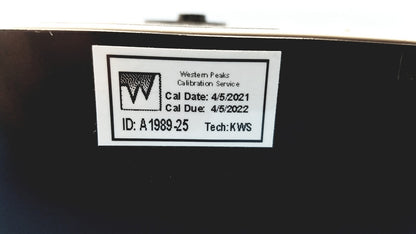 Western Peaks
Calibration Service
Cal Date: 4/5/2021
Cal Due: 4/5/2022
ID: A1989-25 Tech: KWS